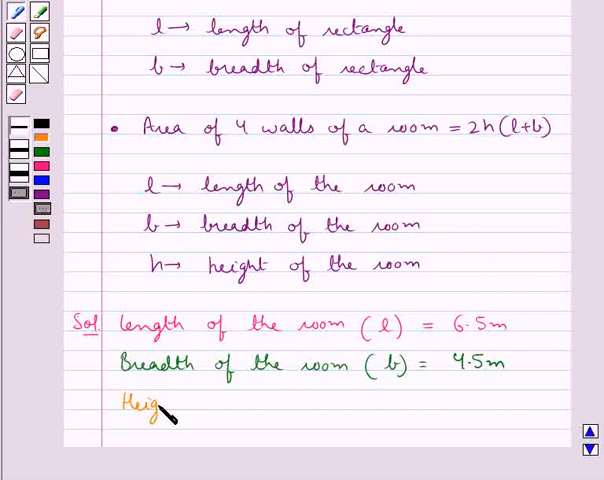 l → length of rectangle
b → breadth of rectangle
• Area of 4 walls of a room = 2h(l+b)
l → length of the room
b → breadth of the room
h → height of the room
Sol. Length of the room (l) = 6.5m
Breadth of the room (b) = 4.5m
Heig